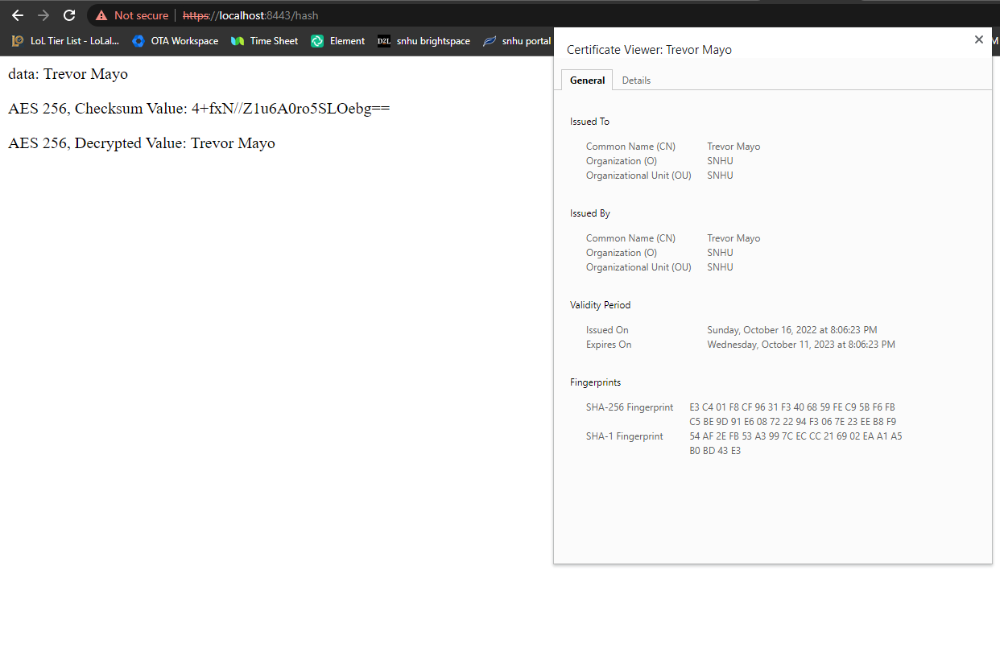 Not secure | https://localhost:8443/hash
LoL Tier List - LoLal... OTA Workspace Time Sheet Element D2L snhu brightspace snhu portal M
data: Trevor Mayo
AES 256, Checksum Value: 4+fxN//Z1u6A0ro5SLOebg==
AES 256, Decrypted Value: Trevor Mayo
Certificate Viewer: Trevor Mayo
General Details
Issued To
Common Name (CN) Trevor Mayo
Organization (O) SNHU
Organizational Unit (OU) SNHU
Issued By
Common Name (CN) Trevor Mayo
Organization (O) SNHU
Organizational Unit (OU) SNHU
Validity Period
Issued On Sunday, October 16, 2022 at 8:06:23 PM
Expires On Wednesday, October 11, 2023 at 8:06:23 PM
Fingerprints
SHA-256 Fingerprint E3 C4 01 F8 CF 96 31 F3 40 68 59 FE C9 5B F6 FB
C5 BE 9D 91 E6 08 72 22 94 F3 06 7E 23 EE B8 F9
SHA-1 Fingerprint 54 AF 2E FB 53 A3 99 7C EC CC 21 69 02 EA A1 A5
B0 BD 43 E3